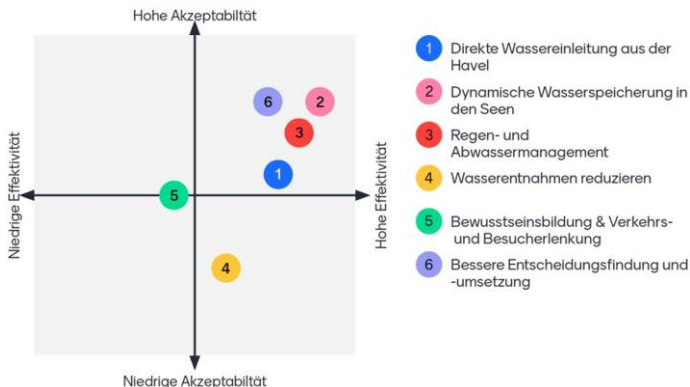 Hohe Akzeptabiltät
Niedrige Effektivität
Hohe Effektivität
6
2
3
1
5
4
Niedrige Akzeptabiltät
1 Direkte Wassereinleitung aus der
Havel
2 Dynamische Wasserspeicherung in
den Seen
3 Regen- und
Abwassermanagement
4 Wasserentnahmen reduzieren
5 Bewusstseinsbildung & Verkehrs-
und Besucherlenkung
6 Bessere Entscheidungsfindung und
-umsetzung